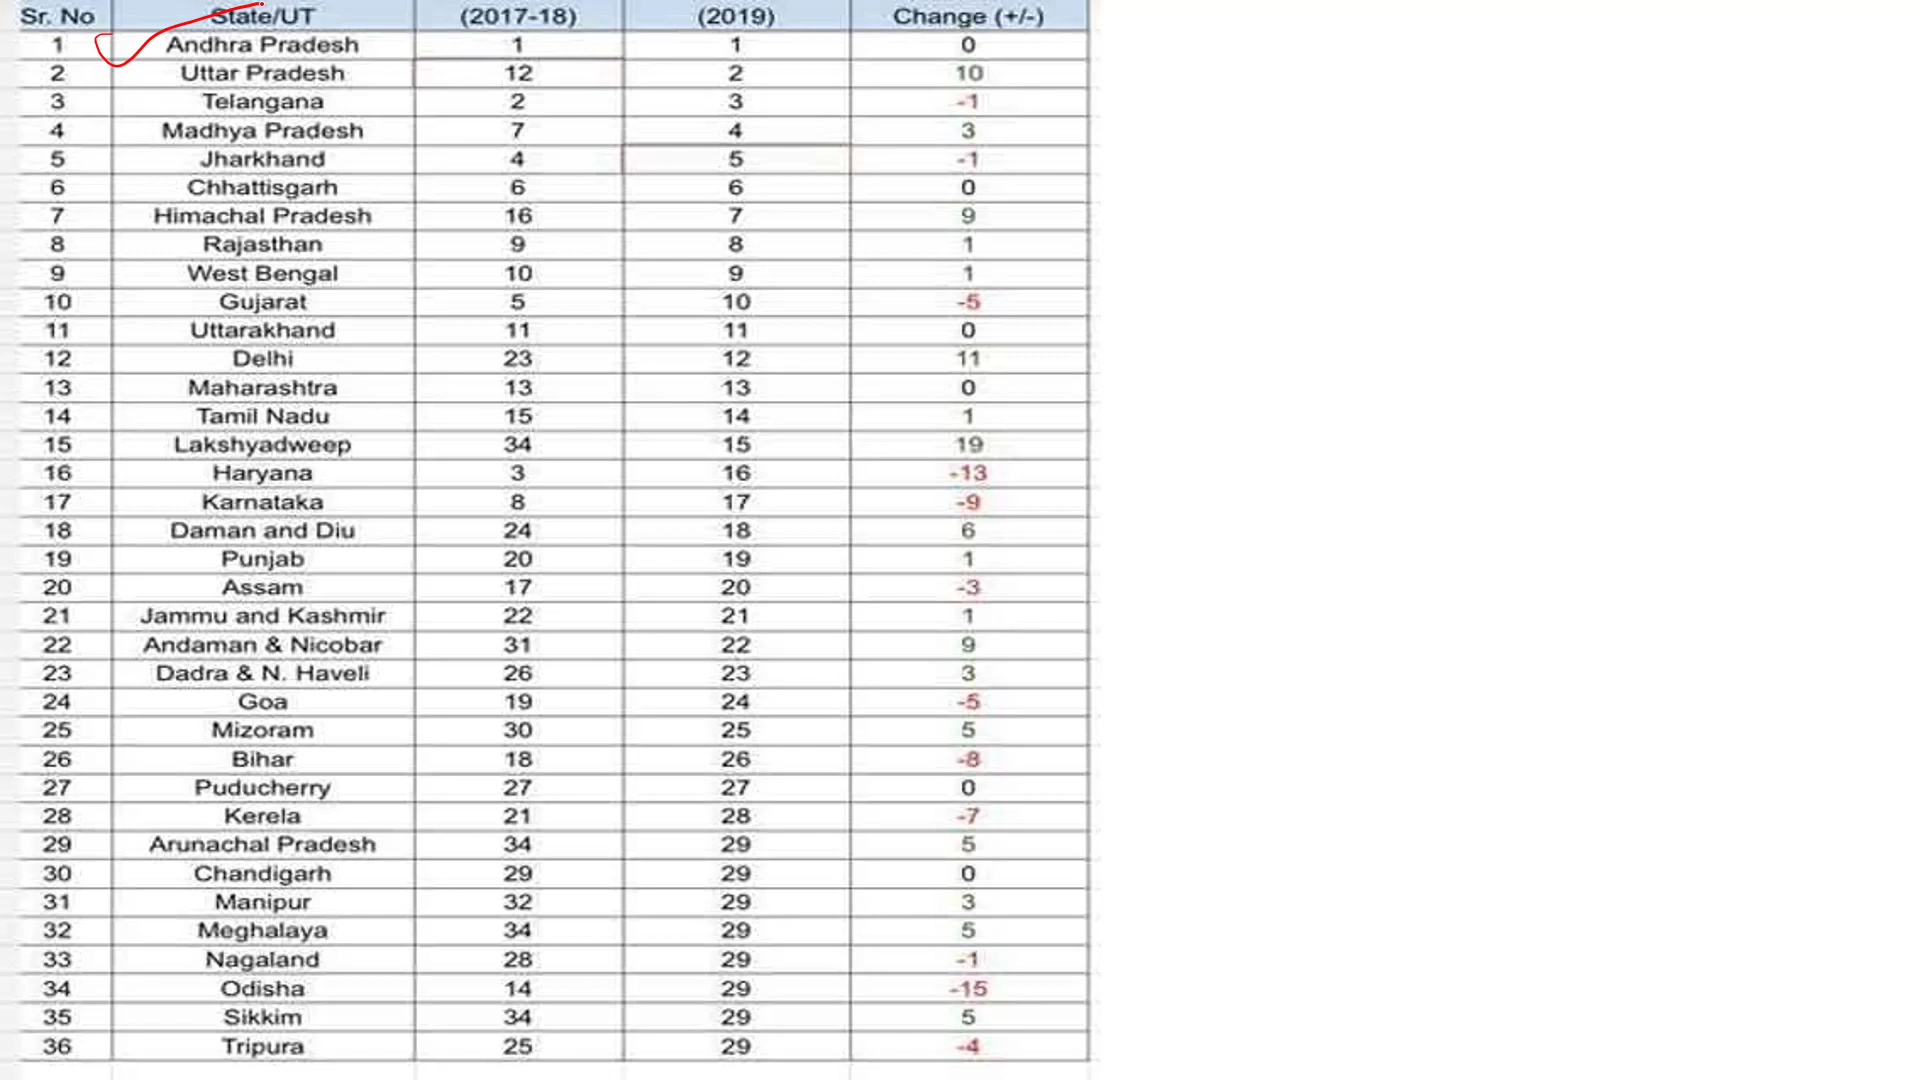 Sr. No State/UT (2017-18) (2019) Change (+/-)
1 Andhra Pradesh 1 1 0
2 Uttar Pradesh 12 2 10
3 Telangana 2 3 -1
4 Madhya Pradesh 7 4 3
5 Jharkhand 4 5 -1
6 Chhattisgarh 6 6 0
7 Himachal Pradesh 16 7 9
8 Rajasthan 9 8 1
9 West Bengal 10 9 1
10 Gujarat 5 10 -5
11 Uttarakhand 11 11 0
12 Delhi 23 12 11
13 Maharashtra 13 13 0
14 Tamil Nadu 15 14 1
15 Lakshyadweep 34 15 19
16 Haryana 3 16 -13
17 Karnataka 8 17 -9
18 Daman and Diu 24 18 6
19 Punjab 20 19 1
20 Assam 17 20 -3
21 Jammu and Kashmir 22 21 1
22 Andaman & Nicobar 31 22 9
23 Dadra & N. Haveli 26 23 3
24 Goa 19 24 -5
25 Mizoram 30 25 5
26 Bihar 18 26 -8
27 Puducherry 27 27 0
28 Kerela 21 28 -7
29 Arunachal Pradesh 34 29 5
30 Chandigarh 29 29 0
31 Manipur 32 29 3
32 Meghalaya 34 29 5
33 Nagaland 28 29 -1
34 Odisha 14 29 -15
35 Sikkim 34 29 5
36 Tripura 25 29 -4